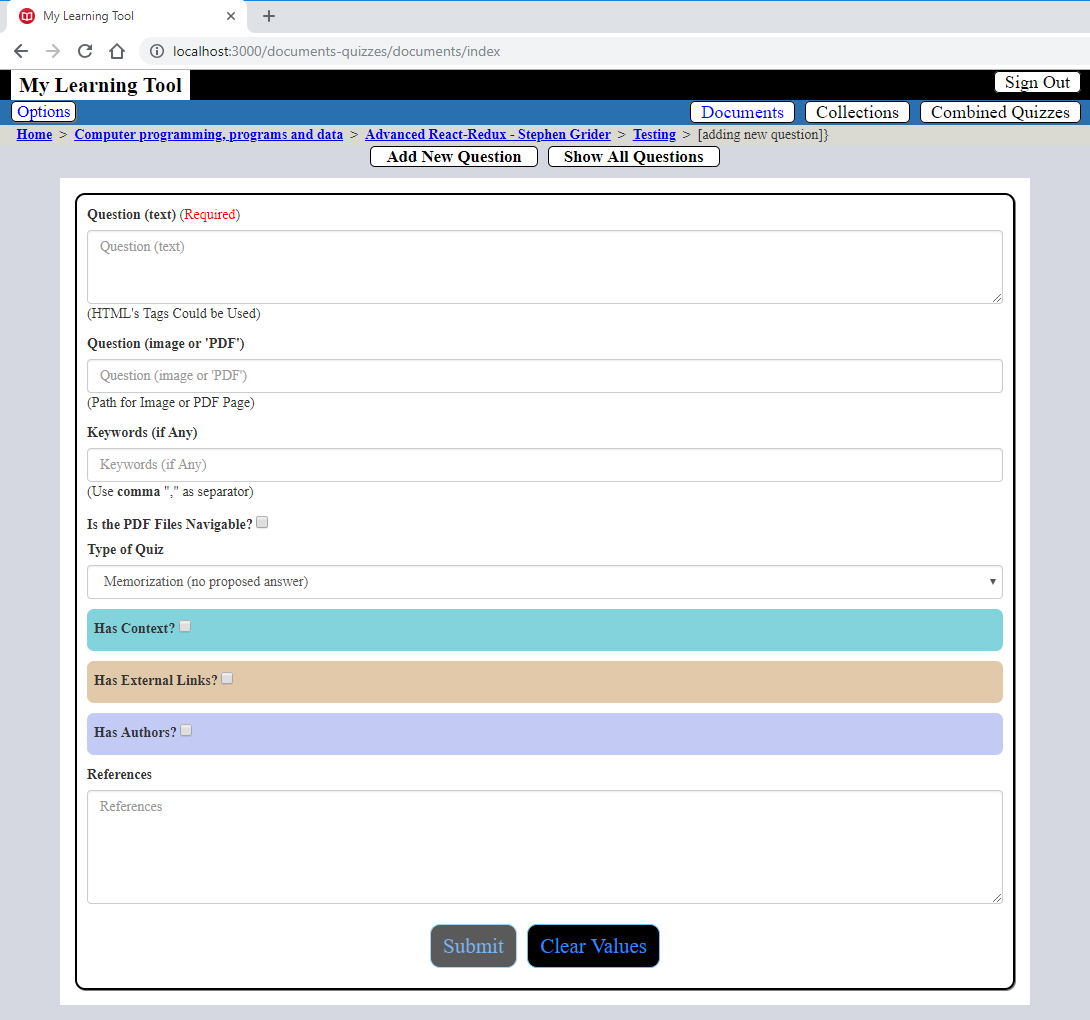 My Learning Tool
localhost:3000/documents-quizzes/documents/index
My Learning Tool Sign Out
Options Documents Collections Combined Quizzes
Home > Computer programming, programs and data > Advanced React-Redux - Stephen Grider > Testing > [adding new question]}
Add New Question Show All Questions
Question (text) (Required)
Question (text)
(HTML's Tags Could be Used)
Question (image or 'PDF')
Question (image or 'PDF')
(Path for Image or PDF Page)
Keywords (if Any)
Keywords (if Any)
(Use comma "," as separator)
Is the PDF Files Navigable?
Type of Quiz
Memorization (no proposed answer)
Has Context?
Has External Links?
Has Authors?
References
References
Submit Clear Values